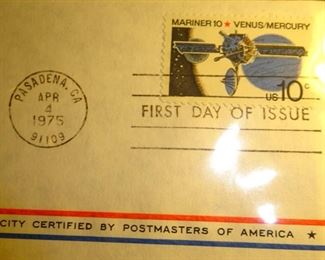 MARINER 10 ★ VENUS/MERCURY
US 10c
PASADENA, CA
APR
4
1975
91109
FIRST DAY OF ISSUE
CITY CERTIFIED BY POSTMASTERS OF AMERICA ★